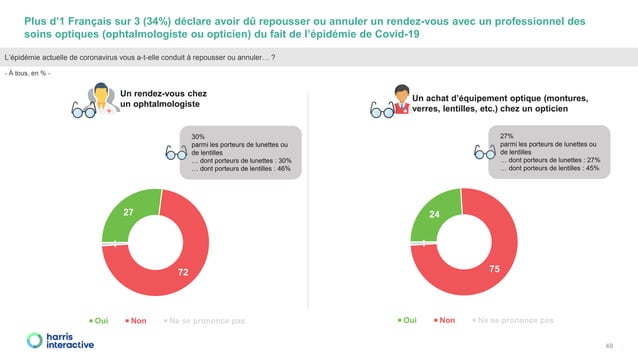 Plus d'1 Français sur 3 (34%) déclare avoir dû repousser ou annuler un rendez-vous avec un professionnel des
soins optiques (ophtalmologiste ou opticien) du fait de l'épidémie de Covid-19
L'épidémie actuelle de coronavirus vous a-t-elle conduit à repousser ou annuler… ?
- À tous, en % -
Un rendez-vous chez
un ophtalmologiste
30%
parmi les porteurs de lunettes ou
de lentilles
… dont porteurs de lunettes : 30%
… dont porteurs de lentilles : 46%
27
1
72
Oui Non Ne se prononce pas
Un achat d'équipement optique (montures,
verres, lentilles, etc.) chez un opticien
27%
parmi les porteurs de lunettes ou
de lentilles
… dont porteurs de lunettes : 27%
… dont porteurs de lentilles : 45%
24
1
75
Oui Non Ne se prononce pas
harris
interactive
48